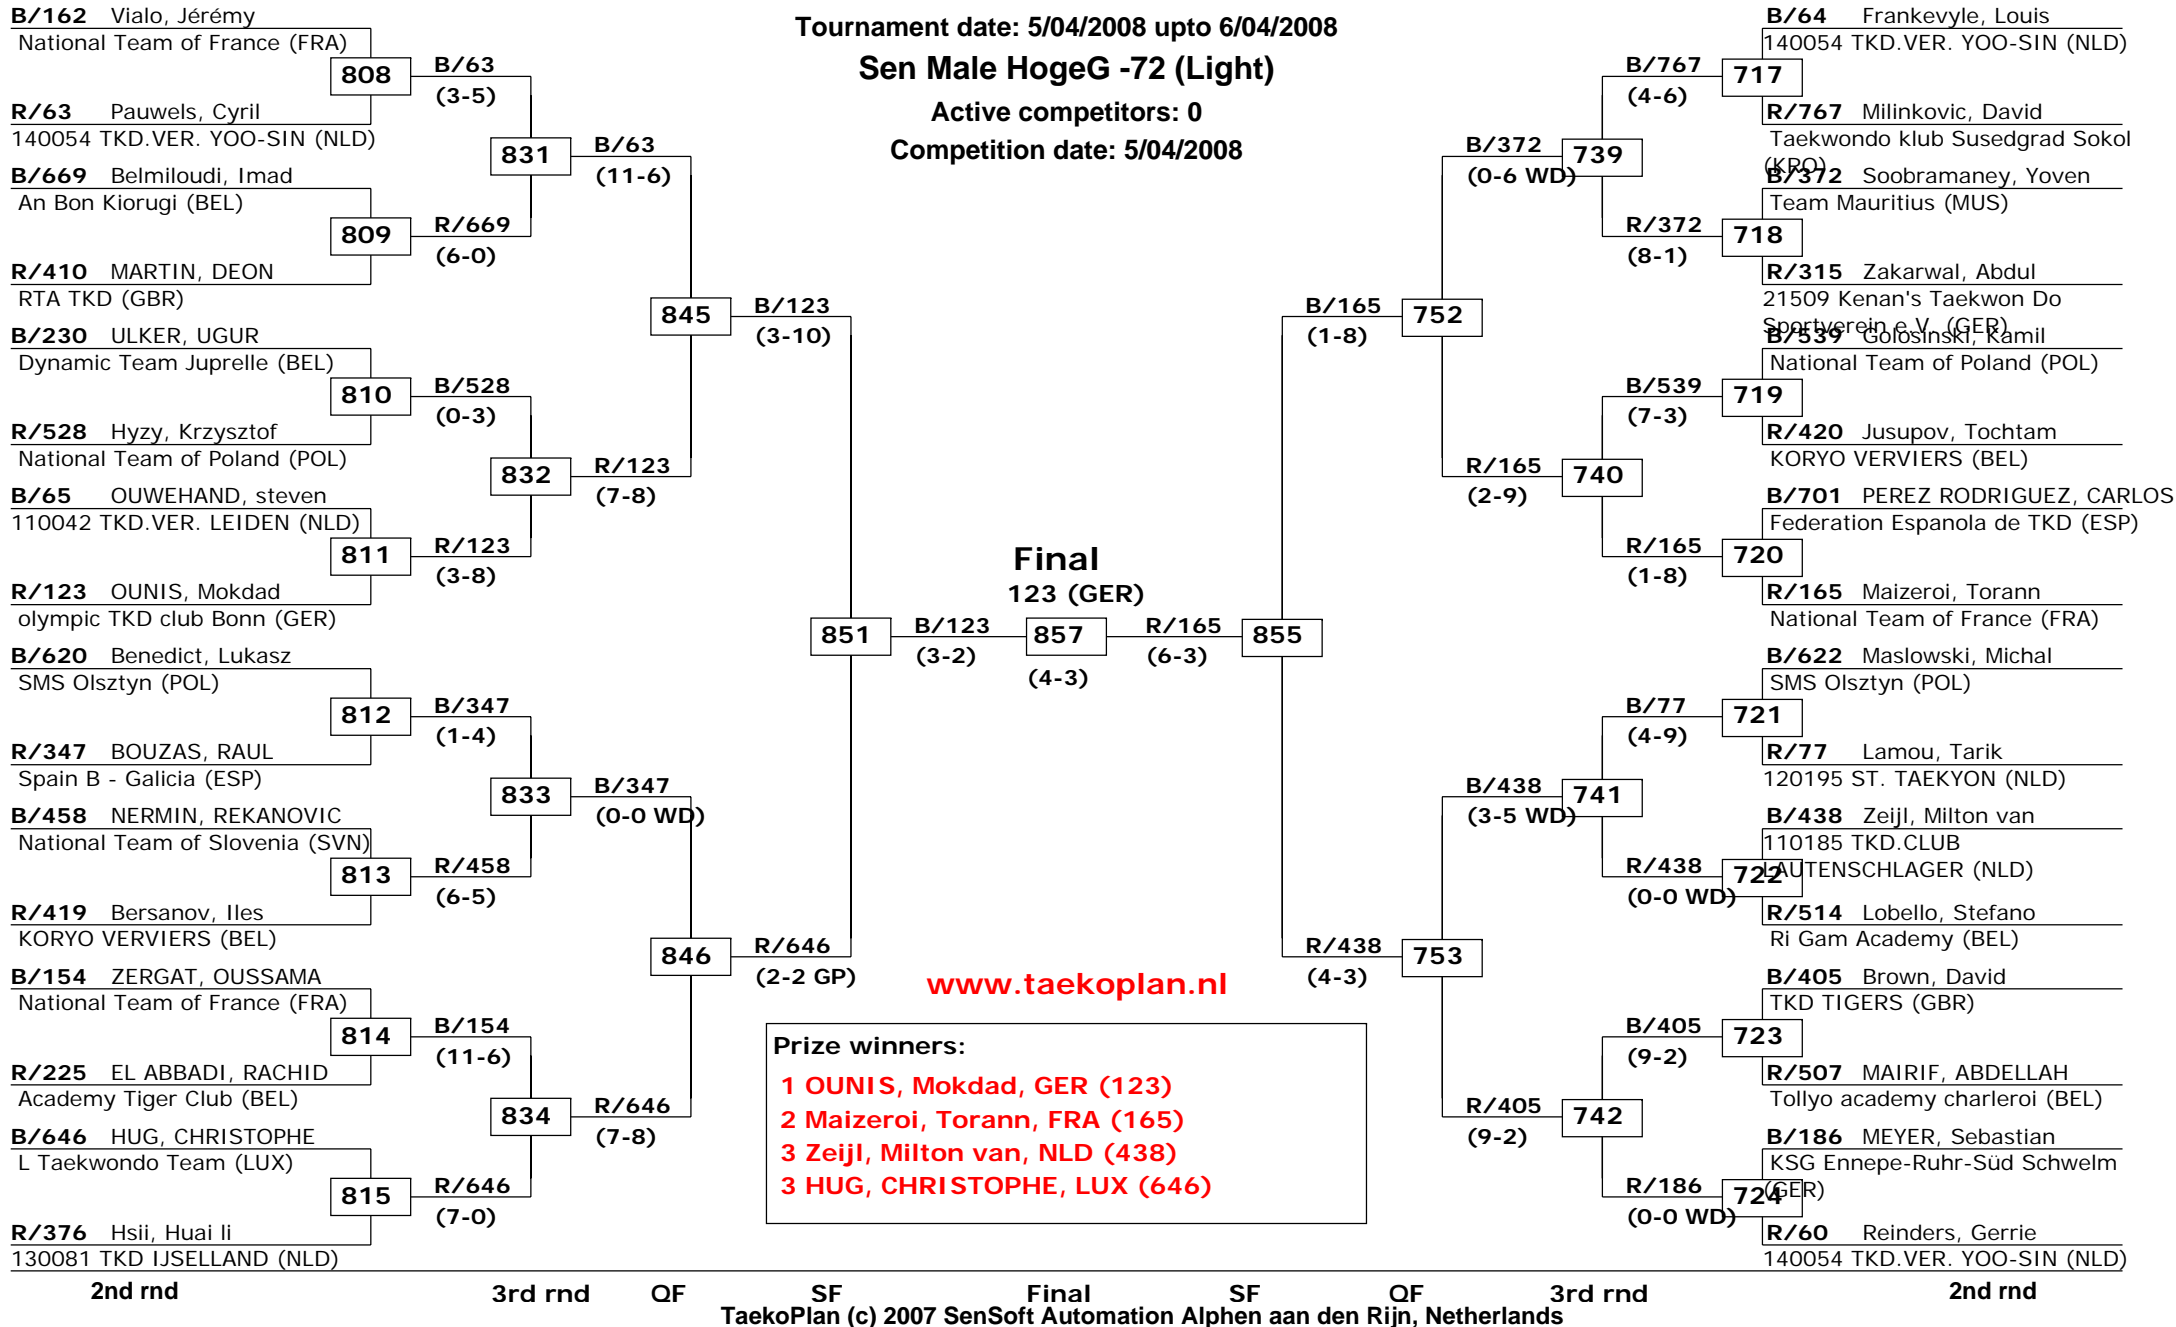 Tournament date: 5/04/2008 upto 6/04/2008
Sen Male HogeG -72 (Light)
Active competitors: 0
Competition date: 5/04/2008
B/162 Vialo, Jérémy
National Team of France (FRA)
808
R/63 Pauwels, Cyril
140054 TKD.VER. YOO-SIN (NLD)
B/669 Belmiloudi, Imad
An Bon Kiorugi (BEL)
809
R/410 MARTIN, DEON
RTA TKD (GBR)
B/230 ULKER, UGUR
Dynamic Team Juprelle (BEL)
810
R/528 Hyzy, Krzysztof
National Team of Poland (POL)
B/65 OUWEHAND, steven
110042 TKD.VER. LEIDEN (NLD)
811
R/123 OUNIS, Mokdad
olympic TKD club Bonn (GER)
B/620 Benedict, Lukasz
SMS Olsztyn (POL)
812
R/347 BOUZAS, RAUL
Spain B - Galicia (ESP)
B/458 NERMIN, REKANOVIC
National Team of Slovenia (SVN)
813
R/419 Bersanov, Iles
KORYO VERVIERS (BEL)
B/154 ZERGAT, OUSSAMA
National Team of France (FRA)
814
R/225 EL ABBADI, RACHID
Academy Tiger Club (BEL)
B/646 HUG, CHRISTOPHE
L Taekwondo Team (LUX)
815
R/376 Hsii, Huai li
130081 TKD IJSELLAND (NLD)
B/63
(3-5)
831
R/669
(6-0)
B/528
(0-3)
832
R/123
(3-8)
B/347
(1-4)
833
R/458
(6-5)
B/154
(11-6)
834
R/646
(7-0)
B/63
(11-6)
845
R/123
(7-8)
B/347
(0-0 WD)
846
R/646
(7-8)
B/123
(3-10)
851
R/646
(2-2 GP)
Final
123 (GER)
B/123
(3-2)
857
(4-3)
R/165
(6-3)
B/165
(1-8)
855
R/438
(4-3)
B/372
(0-6 WD)
752
R/165
(2-9)
B/438
(3-5 WD)
753
R/405
(9-2)
B/767
(4-6)
739
R/372
(8-1)
B/539
(7-3)
740
R/165
(1-8)
B/77
(4-9)
741
R/438
(0-0 WD)
B/405
(9-2)
742
R/186
(0-0 WD)
B/64 Frankevyle, Louis
140054 TKD.VER. YOO-SIN (NLD)
717
R/767 Milinkovic, David
Taekwondo klub Susedgrad Sokol
(KRO)
B/372 Soobramaney, Yoven
Team Mauritius (MUS)
718
R/315 Zakarwal, Abdul
21509 Kenan's Taekwon Do
Sportverein e.V. (GER)
B/539 Golosinski, Kamil
National Team of Poland (POL)
719
R/420 Jusupov, Tochtam
KORYO VERVIERS (BEL)
B/701 PEREZ RODRIGUEZ, CARLOS
Federation Espanola de TKD (ESP)
720
R/165 Maizeroi, Torann
National Team of France (FRA)
B/622 Maslowski, Michal
SMS Olsztyn (POL)
721
R/77 Lamou, Tarik
120195 ST. TAEKYON (NLD)
B/438 Zeijl, Milton van
110185 TKD.CLUB
LAUTENSCHLAGER (NLD)
722
R/514 Lobello, Stefano
Ri Gam Academy (BEL)
B/405 Brown, David
TKD TIGERS (GBR)
723
R/507 MAIRIF, ABDELLAH
Tollyo academy charleroi (BEL)
B/186 MEYER, Sebastian
KSG Ennepe-Ruhr-Süd Schwelm
(GER)
724
R/60 Reinders, Gerrie
140054 TKD.VER. YOO-SIN (NLD)
www.taekoplan.nl
Prize winners:
1 OUNIS, Mokdad, GER (123)
2 Maizeroi, Torann, FRA (165)
3 Zeijl, Milton van, NLD (438)
3 HUG, CHRISTOPHE, LUX (646)
2nd rnd 3rd rnd QF SF Final SF QF 3rd rnd 2nd rnd
TaekoPlan (c) 2007 SenSoft Automation Alphen aan den Rijn, Netherlands